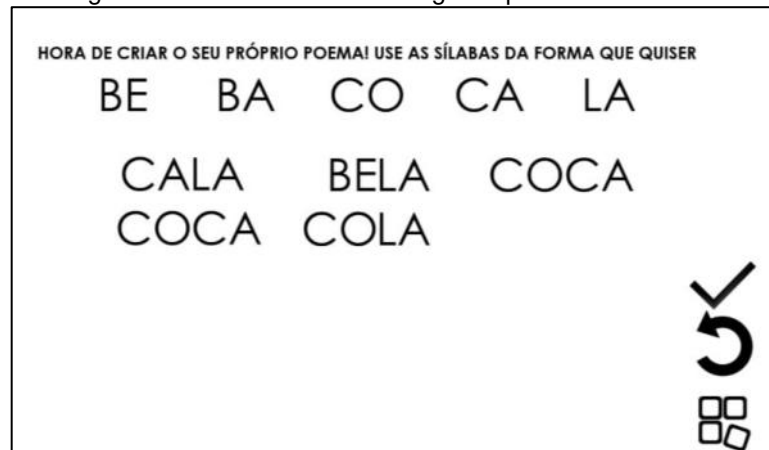 HORA DE CRIAR O SEU PRÓPRIO POEMA! USE AS SÍLABAS DA FORMA QUE QUISER
BE BA CO CA LA
CALA BELA COCA
COCA COLA